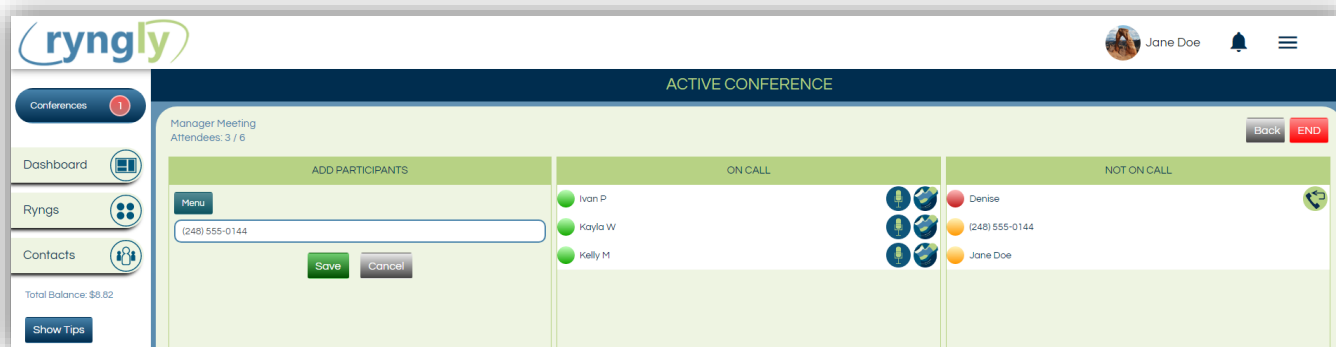 ryngly
Jane Doe
Conferences 1
ACTIVE CONFERENCE
Manager Meeting
Attendees: 3 / 6
Back END
Dashboard
Ryngs
Contacts
Total Balance: $8.82
Show Tips
ADD PARTICIPANTS
Menu
(248) 555-0144
Save Cancel
ON CALL
Ivan P
Kayla W
Kelly M
NOT ON CALL
Denise
(248) 555-0144
Jane Doe